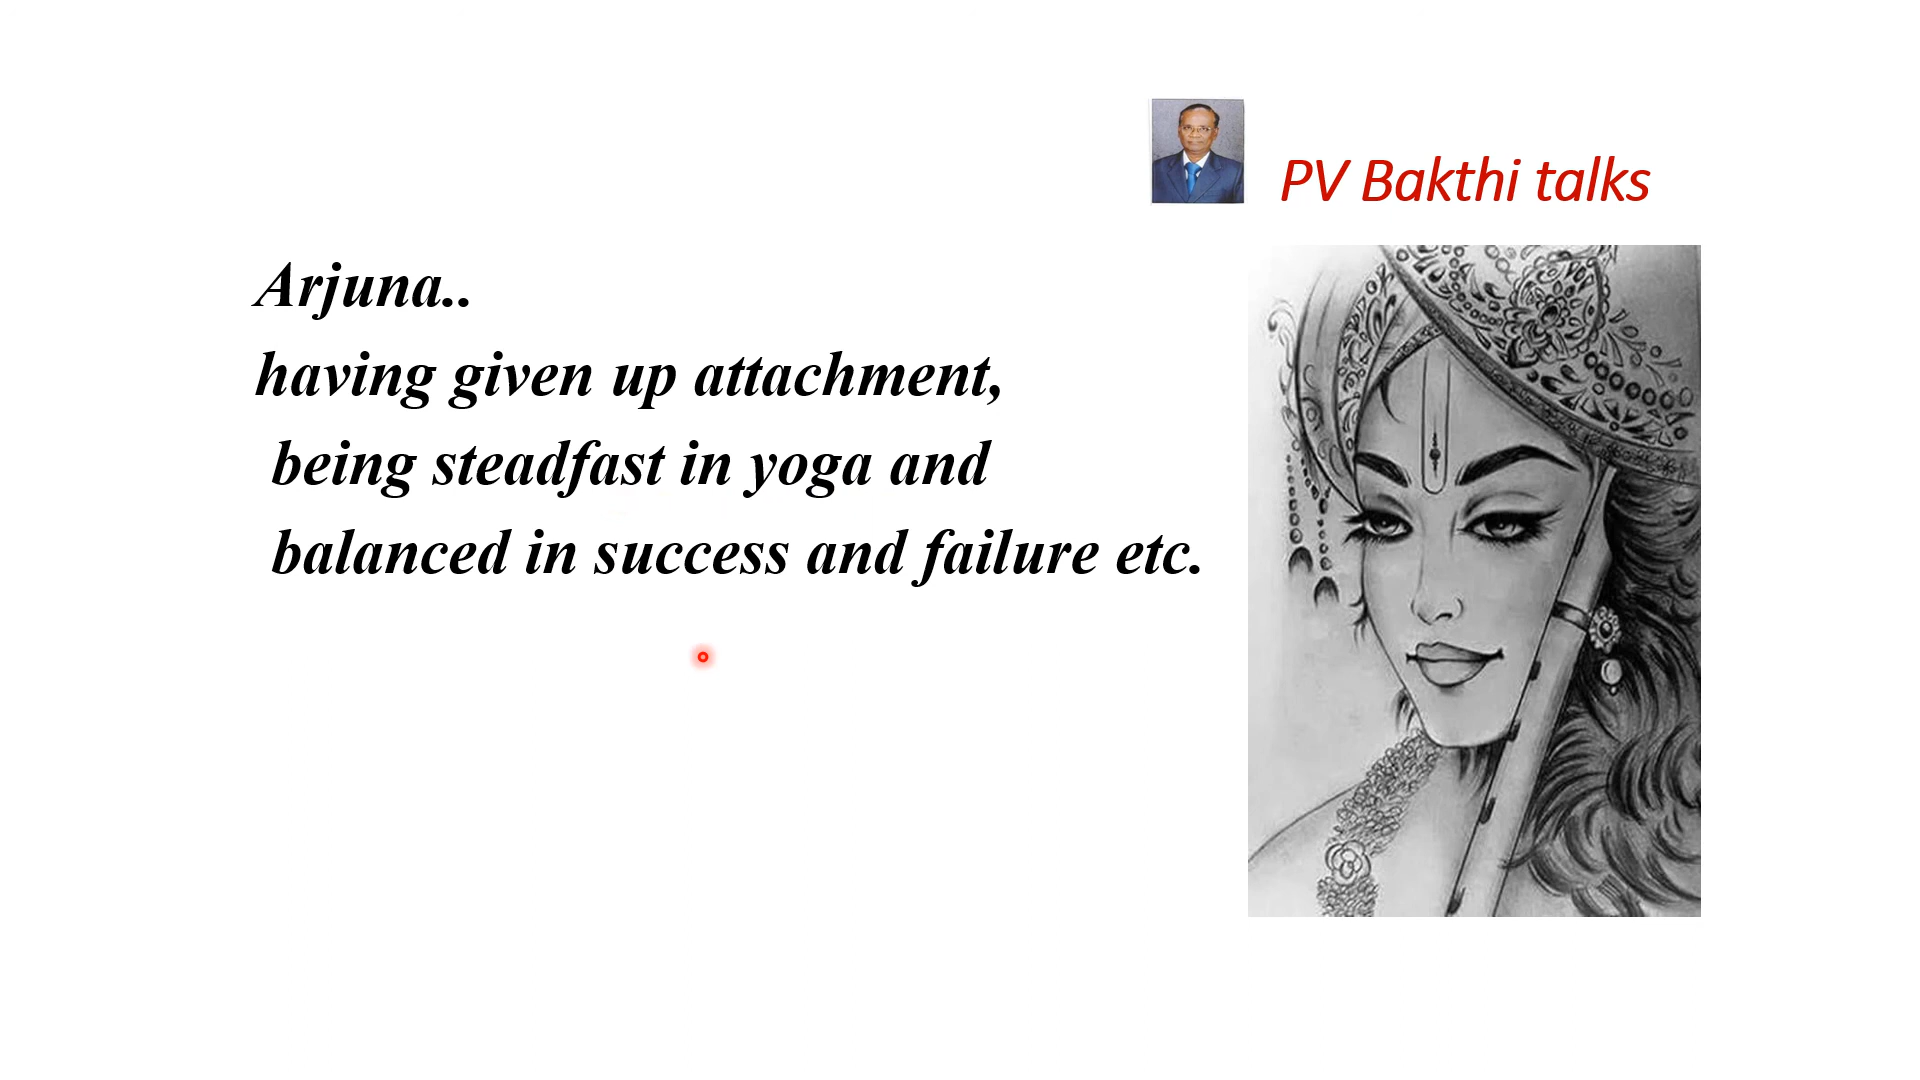 PV Bakthi talks
Arjuna..
having given up attachment,
being steadfast in yoga and
balanced in success and failure etc.